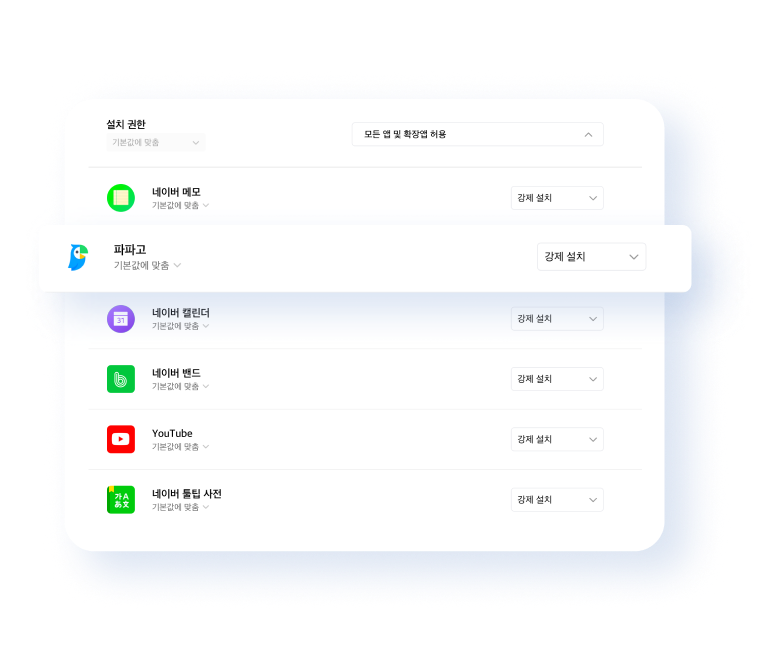 설치 권한
기본값에 맞춤
모든 앱 및 확장앱 허용
네이버 메모
기본값에 맞춤
강제 설치
파파고
기본값에 맞춤
강제 설치
네이버 캘린더
기본값에 맞춤
31
강제 설치
네이버 밴드
기본값에 맞춤
강제 설치
YouTube
기본값에 맞춤
강제 설치
가A
あ文
네이버 툴팁 사전
기본값에 맞춤
강제 설치